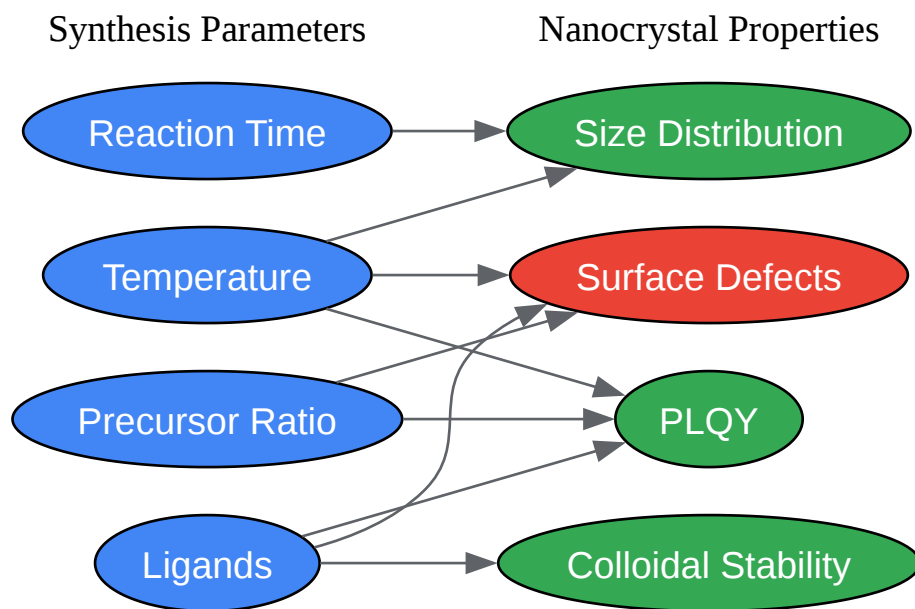 Synthesis Parameters
Nanocrystal Properties
Reaction Time
Size Distribution
Temperature
Surface Defects
Precursor Ratio
PLQY
Ligands
Colloidal Stability